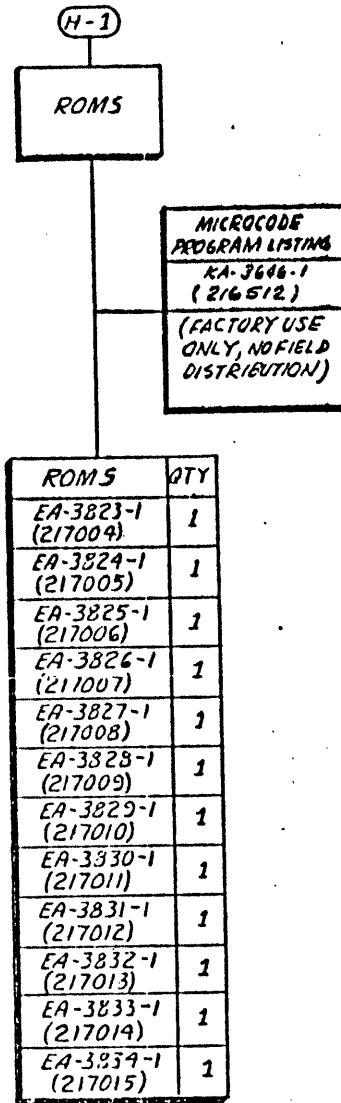 H-1
ROMS
MICROCODE
PROGRAM LISTING
KA-3646-1
(216512)
(FACTORY USE
ONLY, NO FIELD
DISTRIBUTION)
ROMS QTY
EA-3823-1 1
(217004)
EA-3824-1 1
(217005)
EA-3825-1 1
(217006)
EA-3826-1 1
(217007)
EA-3827-1 1
(217008)
EA-3828-1 1
(217009)
EA-3829-1 1
(217010)
EA-3830-1 1
(217011)
EA-3831-1 1
(217012)
EA-3832-1 1
(217013)
EA-3833-1 1
(217014)
EA-3834-1 1
(217015)